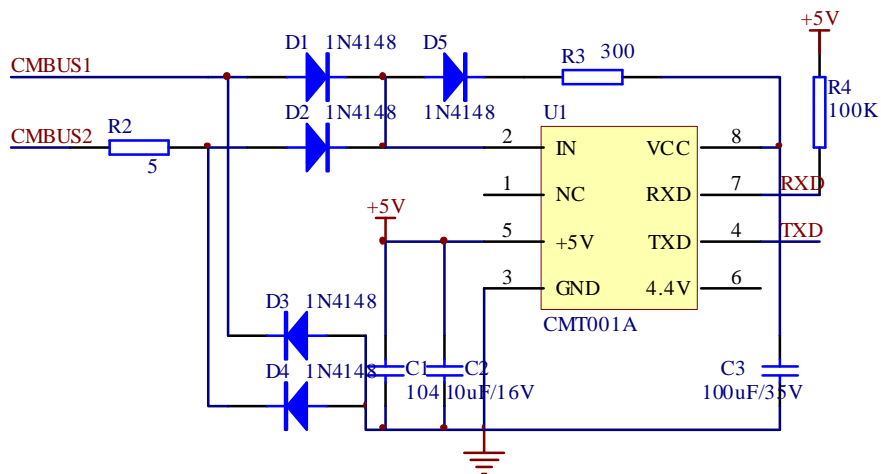 +5V
D1 1N4148 D5 R3 300
CMBUS1
R4
R2 D2 1N4148 1N4148 U1 100K
CMBUS2 2 IN VCC 8
5
1 NC RXD 7 RXD
+5V
5 +5V TXD 4 TXD
3 GND 4.4V 6
D3 1N4148
CMT001A
D4 1N4148 C1 C2 C3
104 10uF/16V 100uF/35V